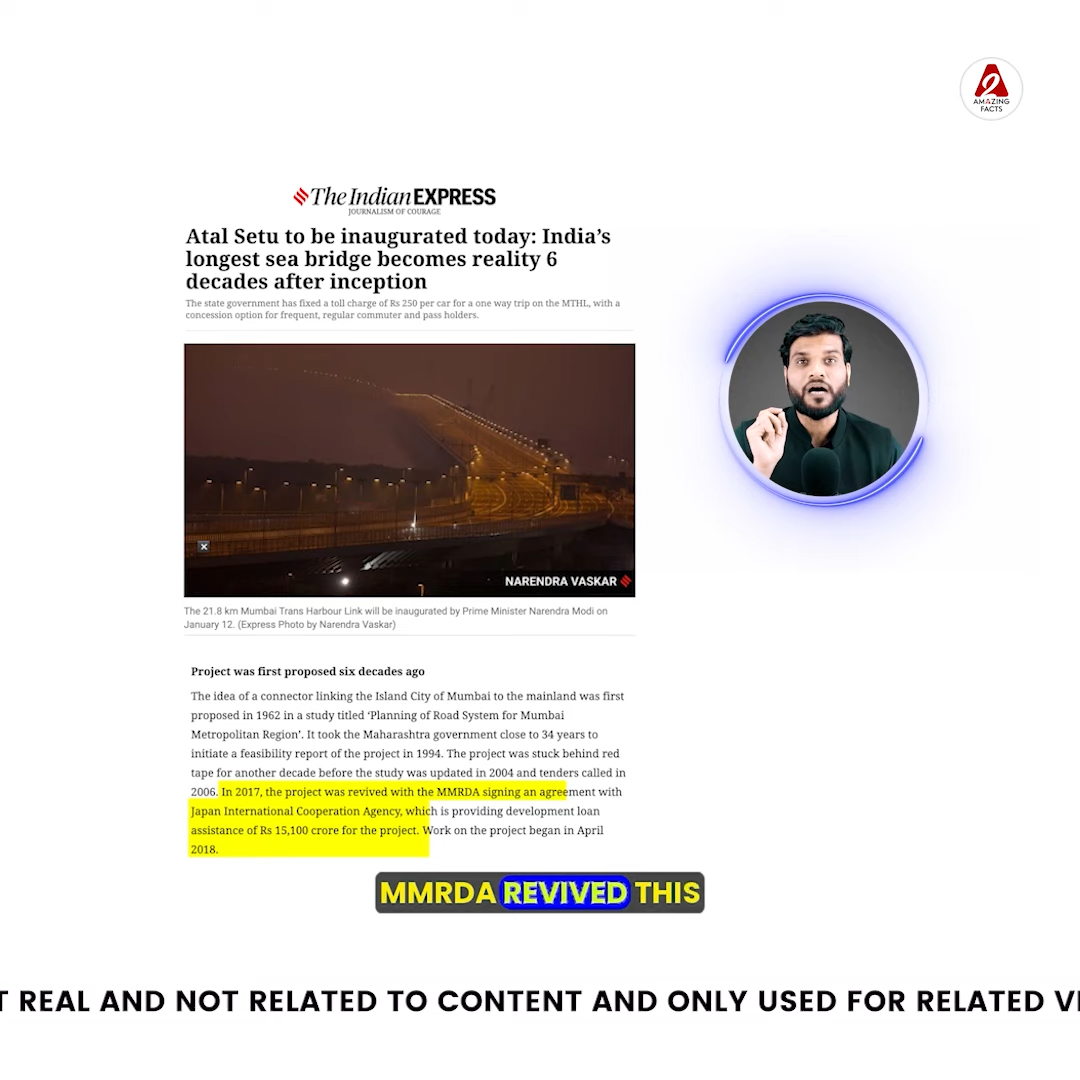 A2
AMAZING
FACTS
The Indian EXPRESS
JOURNALISM OF COURAGE
Atal Setu to be inaugurated today: India’s
longest sea bridge becomes reality 6
decades after inception
The state government has fixed a toll charge of Rs 250 per car for a one way trip on the MTHL, with a
concession option for frequent, regular commuter and pass holders.
NARENDRA VASKAR
The 21.8 km Mumbai Trans Harbour Link will be inaugurated by Prime Minister Narendra Modi on
January 12. (Express Photo by Narendra Vaskar)
Project was first proposed six decades ago
The idea of a connector linking the Island City of Mumbai to the mainland was first
proposed in 1962 in a study titled ‘Planning of Road System for Mumbai
Metropolitan Region’. It took the Maharashtra government close to 34 years to
initiate a feasibility report of the project in 1994. The project was stuck behind red
tape for another decade before the study was updated in 2004 and tenders called in
2006. In 2017, the project was revived with the MMRDA signing an agreement with
Japan International Cooperation Agency, which is providing development loan
assistance of Rs 15,100 crore for the project. Work on the project began in April
2018.
MMRDA REVIVED THIS
T REAL AND NOT RELATED TO CONTENT AND ONLY USED FOR RELATED